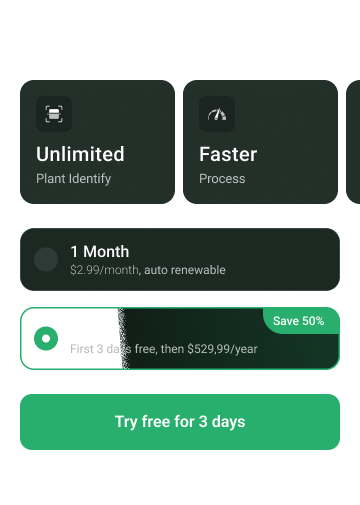 Unlimited
Plant Identify
Faster
Process
1 Month
$2.99/month, auto renewable
Save 50%
First 3 days free, then $529,99/year
Try free for 3 days